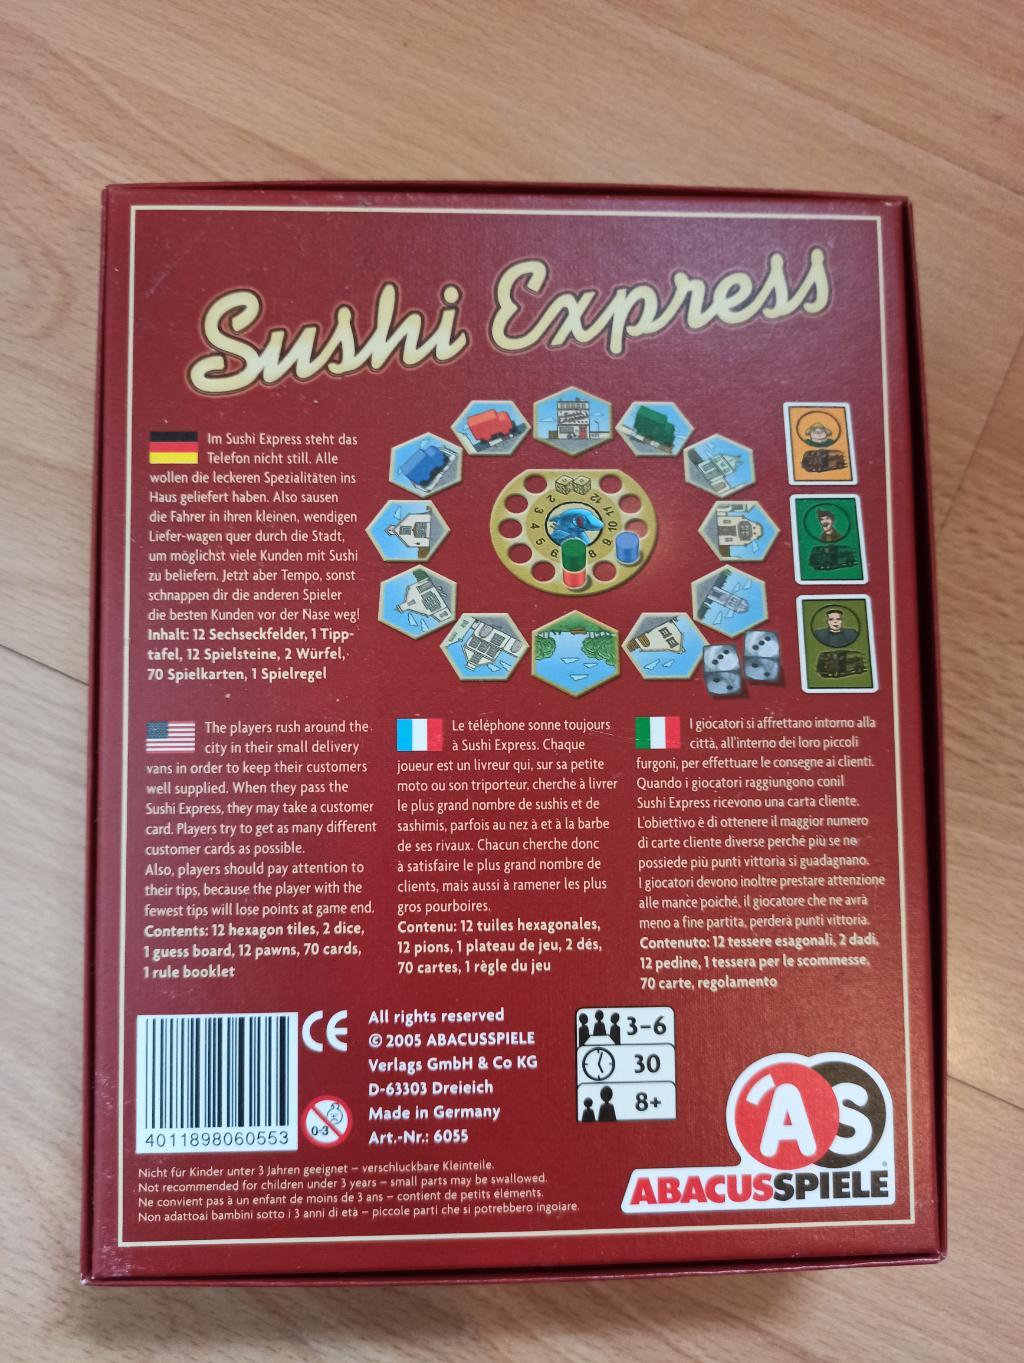 Sushi Express
Im Sushi Express steht das
Telefon nicht still. Alle
wollen die leckeren Spezialitäten ins
Haus geliefert haben. Also sausen
die Fahrer in ihren kleinen, wendigen
Liefer-wagen quer durch die Stadt,
um möglichst viele Kunden mit Sushi
zu beliefern. Jetzt aber Tempo, sonst
schnappen dir die anderen Spieler
die besten Kunden vor der Nase weg!
Inhalt: 12 Sechseckfelder, 1 Tipp-
tafel, 12 Spielsteine, 2 Würfel,
70 Spielkarten, 1 Spielregel
2 3 4 5 6 8 9 10 11 12
The players rush around the
city in their small delivery
vans in order to keep their customers
well supplied. When they pass the
Sushi Express, they may take a customer
card. Players try to get as many different
customer cards as possible.
Also, players should pay attention to
their tips, because the player with the
fewest tips will lose points at game end.
Contents: 12 hexagon tiles, 2 dice,
1 guess board, 12 pawns, 70 cards,
1 rule booklet
Le téléphone sonne toujours
à Sushi Express. Chaque
joueur est un livreur qui, sur sa petite
moto ou son triporteur, cherche à livrer
le plus grand nombre de sushis et de
sashimis, parfois au nez à et à la barbe
de ses rivaux. Chacun cherche donc
à satisfaire le plus grand nombre de
clients, mais aussi à ramener les plus
gros pourboires.
Contenu: 12 tuiles hexagonales,
12 pions, 1 plateau de jeu, 2 dés,
70 cartes, 1 règle du jeu
I giocatori si affrettano intorno alla
città, all'interno dei loro piccoli
furgoni, per effettuare le consegne ai clienti.
Quando i giocatori raggiungono conil
Sushi Express ricevono una carta cliente.
L'obiettivo è di ottenere il maggior numero
di carte cliente diverse perché più se ne
possiede più punti vittoria si guadagnano.
I giocatori devono inoltre prestare attenzione
alle mance poiché, il giocatore che ne avrà
meno a fine partita, perderà punti vittoria.
Contenuto: 12 tessere esagonali, 2 dadi,
12 pedine, 1 tessera per le scommesse,
70 carte, regolamento
4011898060553
CE
0-3
All rights reserved
© 2005 ABACUSSPIELE
Verlags GmbH & Co KG
D-63303 Dreieich
Made in Germany
Art.-Nr.: 6055
3-6
30
8+
AS
ABACUSSPIELE
Nicht für Kinder unter 3 Jahren geeignet – verschluckbare Kleinteile.
Not recommended for children under 3 years – small parts may be swallowed.
Ne convient pas à un enfant de moins de 3 ans – contient de petits éléments.
Non adattoai bambini sotto i 3 anni di età – piccole parti che si potrebbero ingoiare.